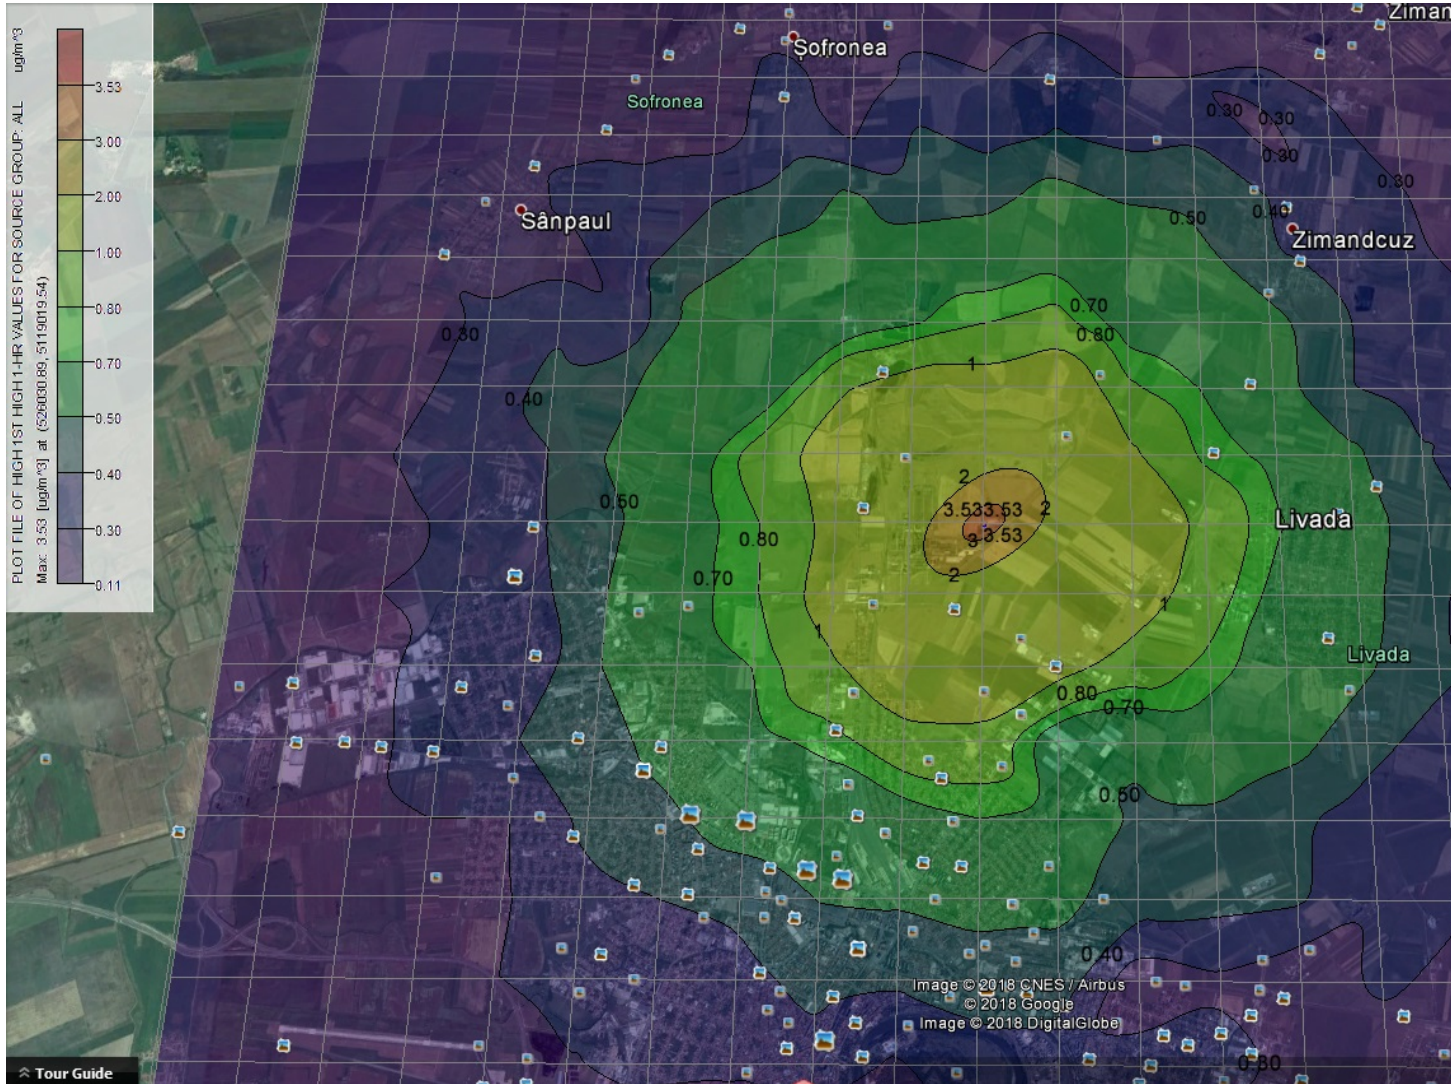 PLOT FILE OF HIGH 1ST HIGH 1-HR VALUES FOR SOURCE GROUP: ALL
ug/m^3
Max: 3.53 [ug/m^3] at (526030.89, 5119019.54)
3.53
3.00
2.00
1.00
0.80
0.70
0.50
0.40
0.30
0.11
Ziman
Șofronea
Sofronea
0.30
0.30
0.30
0.30
Sânpaul
0.50
0.40
Zimandcuz
0.70
0.30
0.80
1
0.40
2
0.50
3.53
3.53
2
Livada
0.80
3
3.53
0.70
2
1
1
Livada
0.80
0.70
0.50
0.40
Image © 2018 CNES / Airbus
© 2018 Google
Image © 2018 DigitalGlobe
0.30
Tour Guide